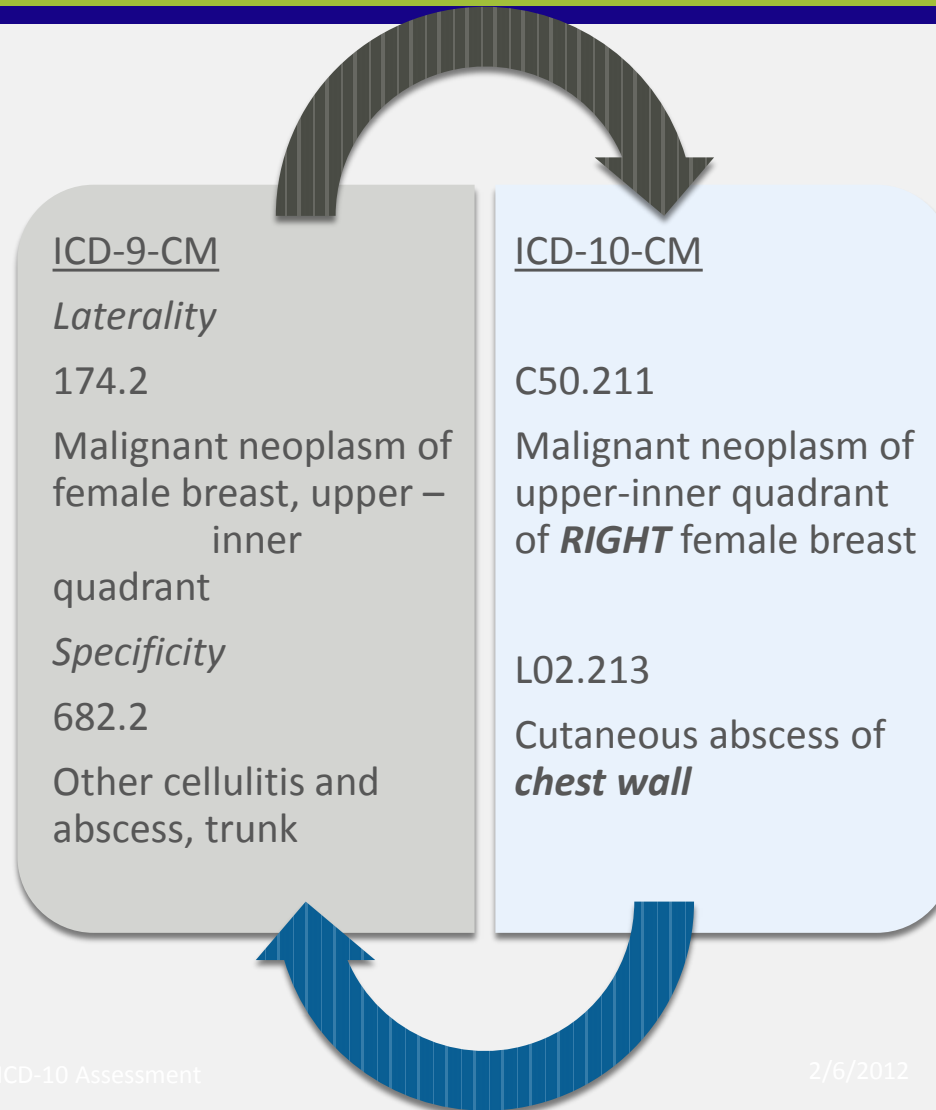 ICD-9-CM
Laterality
174.2
Malignant neoplasm of
female breast, upper –
inner
quadrant
Specificity
682.2
Other cellulitis and
abscess, trunk
ICD-10-CM
C50.211
Malignant neoplasm of
upper-inner quadrant
of RIGHT female breast
L02.213
Cutaneous abscess of
chest wall
ICD-10 Assessment
2/6/2012